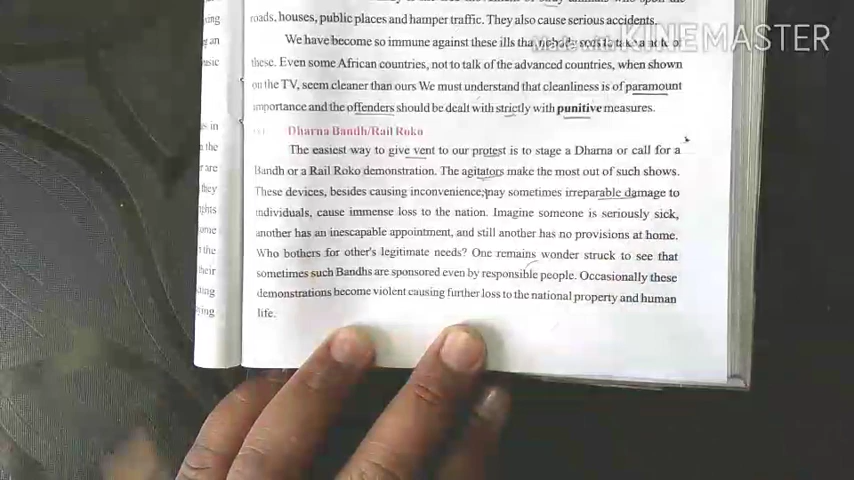 roads, houses, public places and hamper traffic. They also cause serious accidents.
We have become so immune against these ills that nobody
these. Even some African countries, not to talk of the advanced countries, when shown
on the TV, seem cleaner than ours We must understand that cleanliness is of paramount
importance and the offenders should be dealt with strictly with punitive measures.
Dharna Bandh/Rail Roko
The easiest way to give vent to our protest is to stage a Dharna or call for a
Bandh or a Rail Roko demonstration. The agitators make the most out of such shows.
These devices, besides causing inconvenience, may sometimes irreparable damage to
individuals, cause immense loss to the nation. Imagine someone is seriously sick,
another has an inescapable appointment, and still another has no provisions at home.
Who bothers for other's legitimate needs? One remains wonder struck to see that
sometimes such Bandhs are sponsored even by responsible people. Occasionally these
demonstrations become violent causing further loss to the national property and human
life.
Made with KINEMASTER